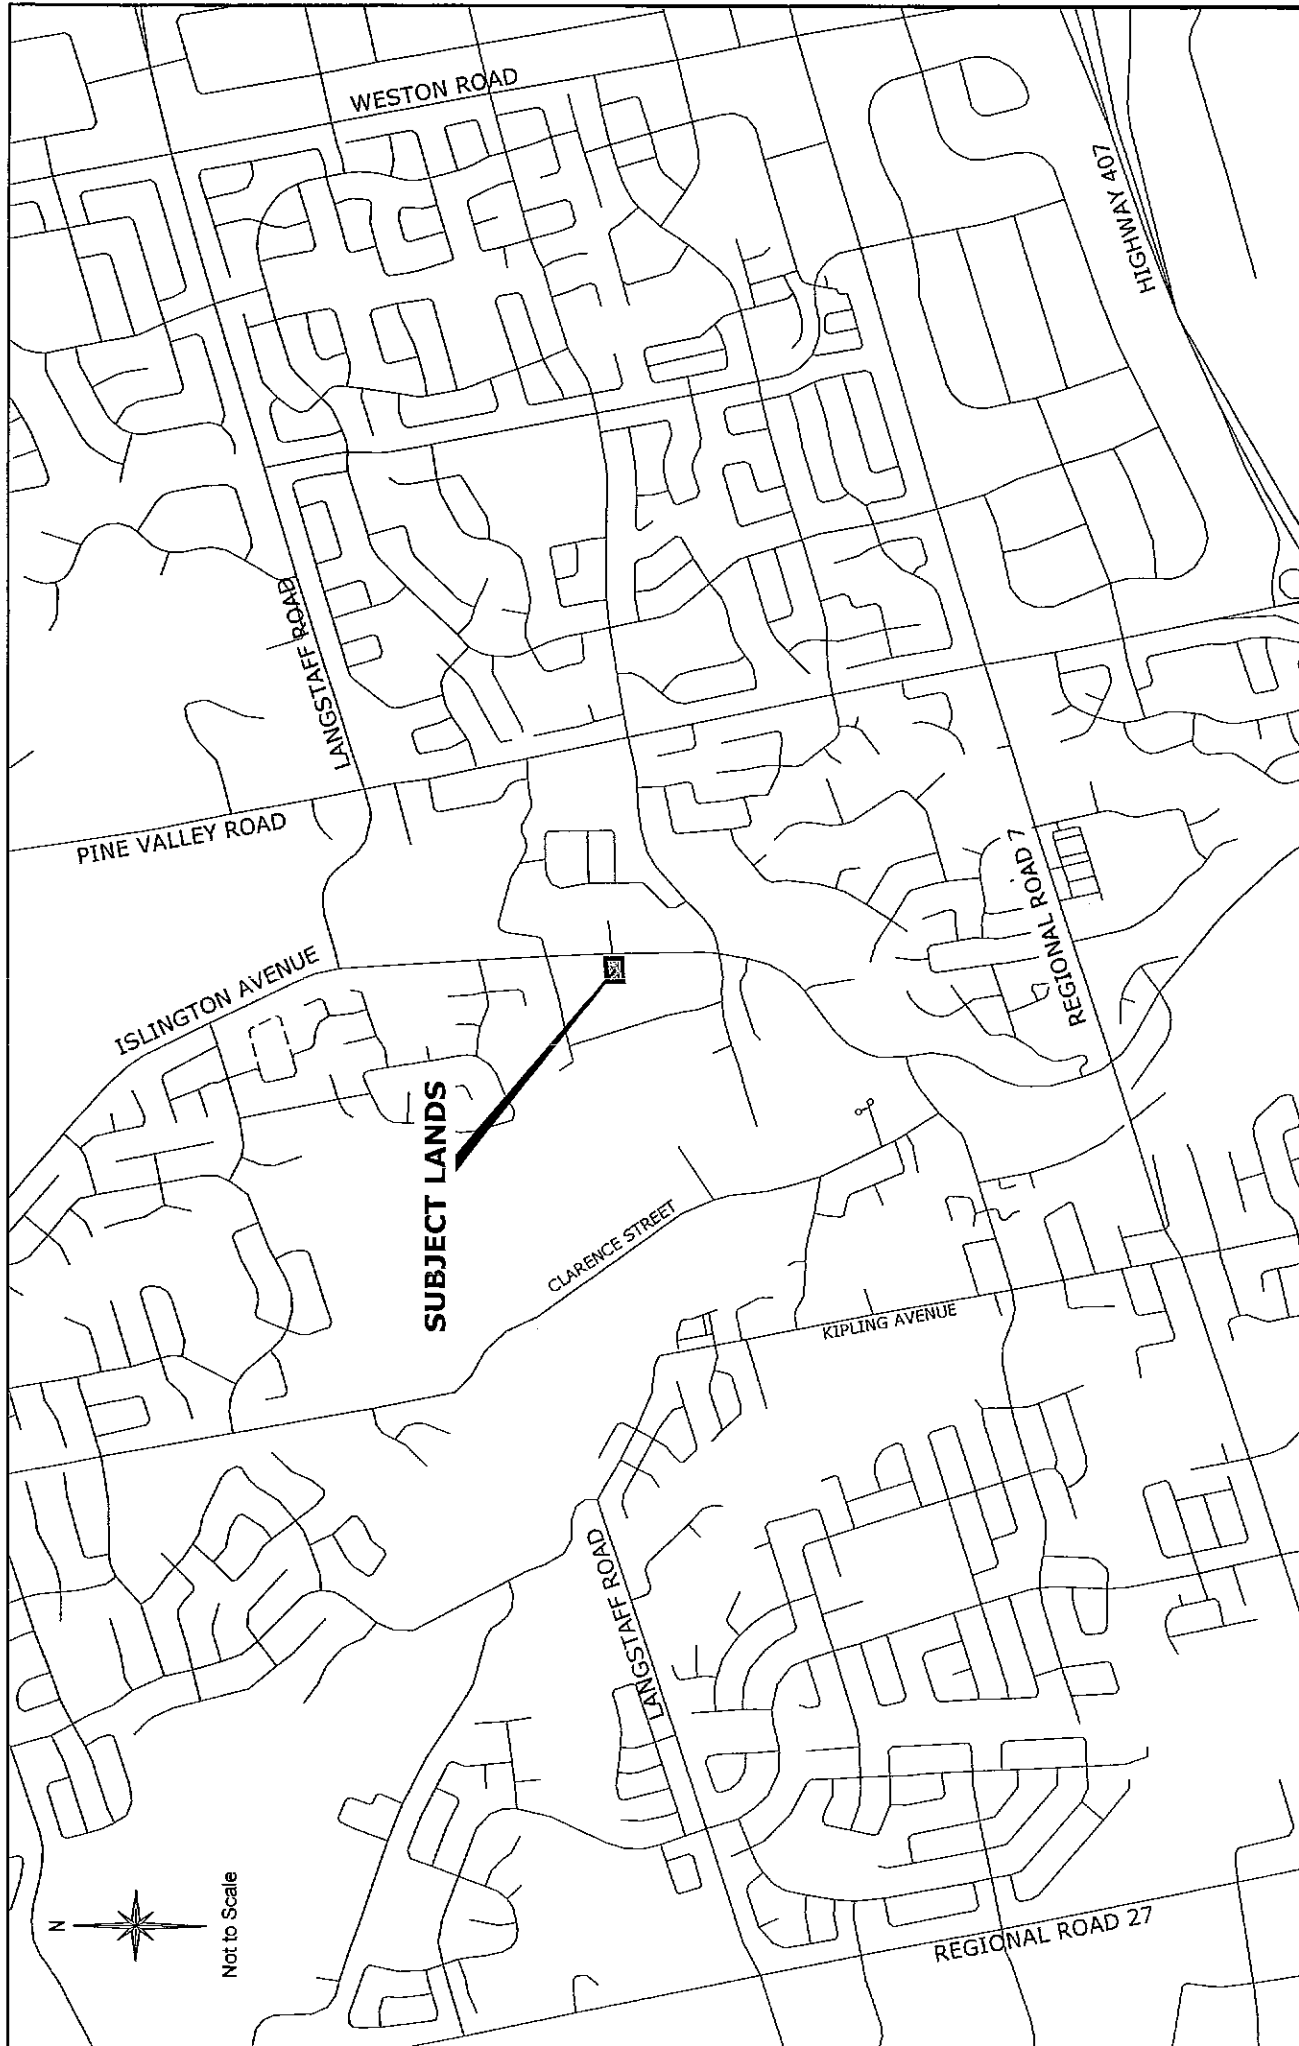 WESTON ROAD
HIGHWAY 407
LANGSTAFF ROAD
PINE VALLEY ROAD
REGIONAL ROAD 7
ISLINGTON AVENUE
SUBJECT LANDS
CLARENCE STREET
KIPLING AVENUE
LANGSTAFF ROAD
N
Not to Scale
REGIONAL ROAD 27